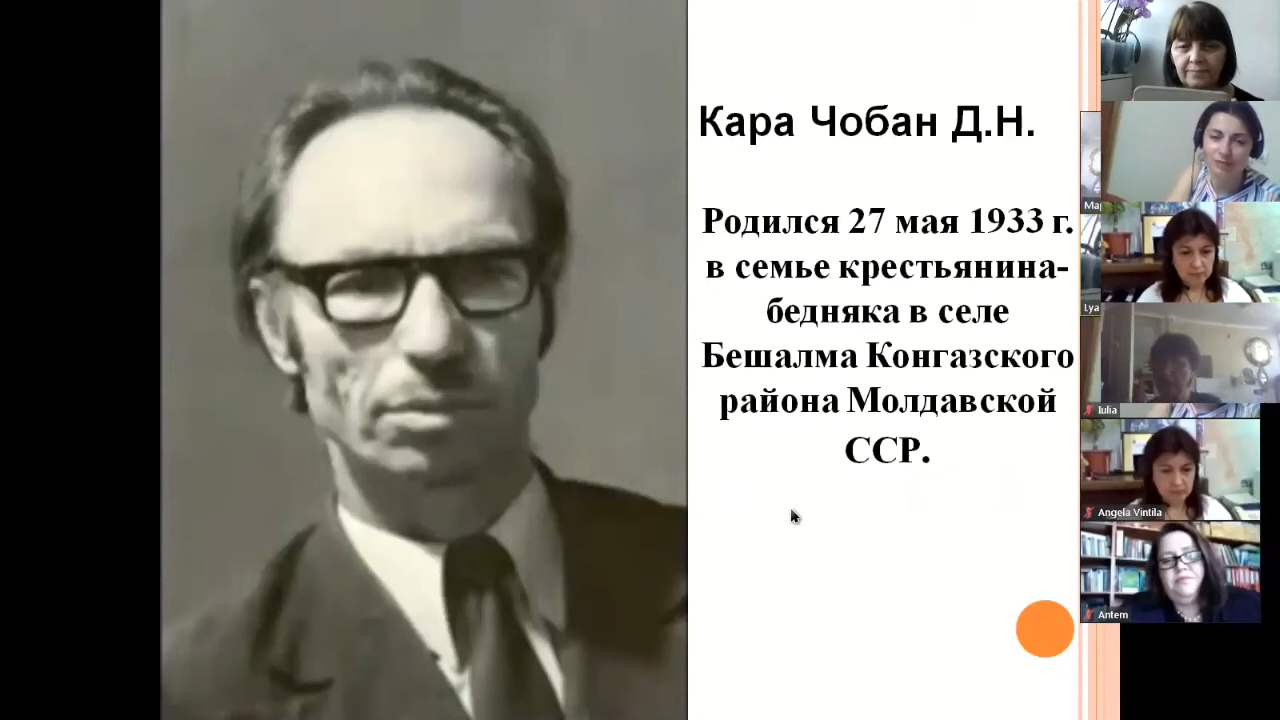 Кара Чобан Д.Н.
Родился 27 мая 1933 г.
в семье крестьянина-
бедняка в селе
Бешалма Конгазского
района Молдавской
ССР.
Lya
Iulia
Angela Vintila
Antem